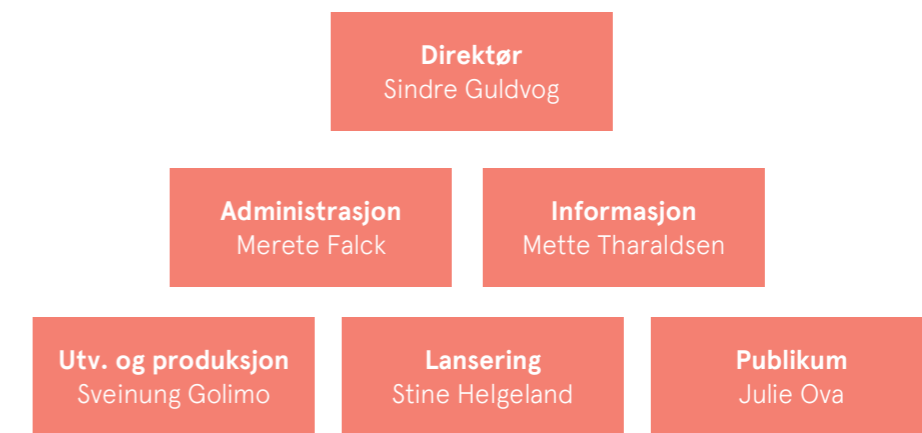 Direktør
Sindre Guldvog
Administrasjon
Merete Falck
Informasjon
Mette Tharaldsen
Utv. og produksjon
Sveinung Golimo
Lansering
Stine Helgeland
Publikum
Julie Ova